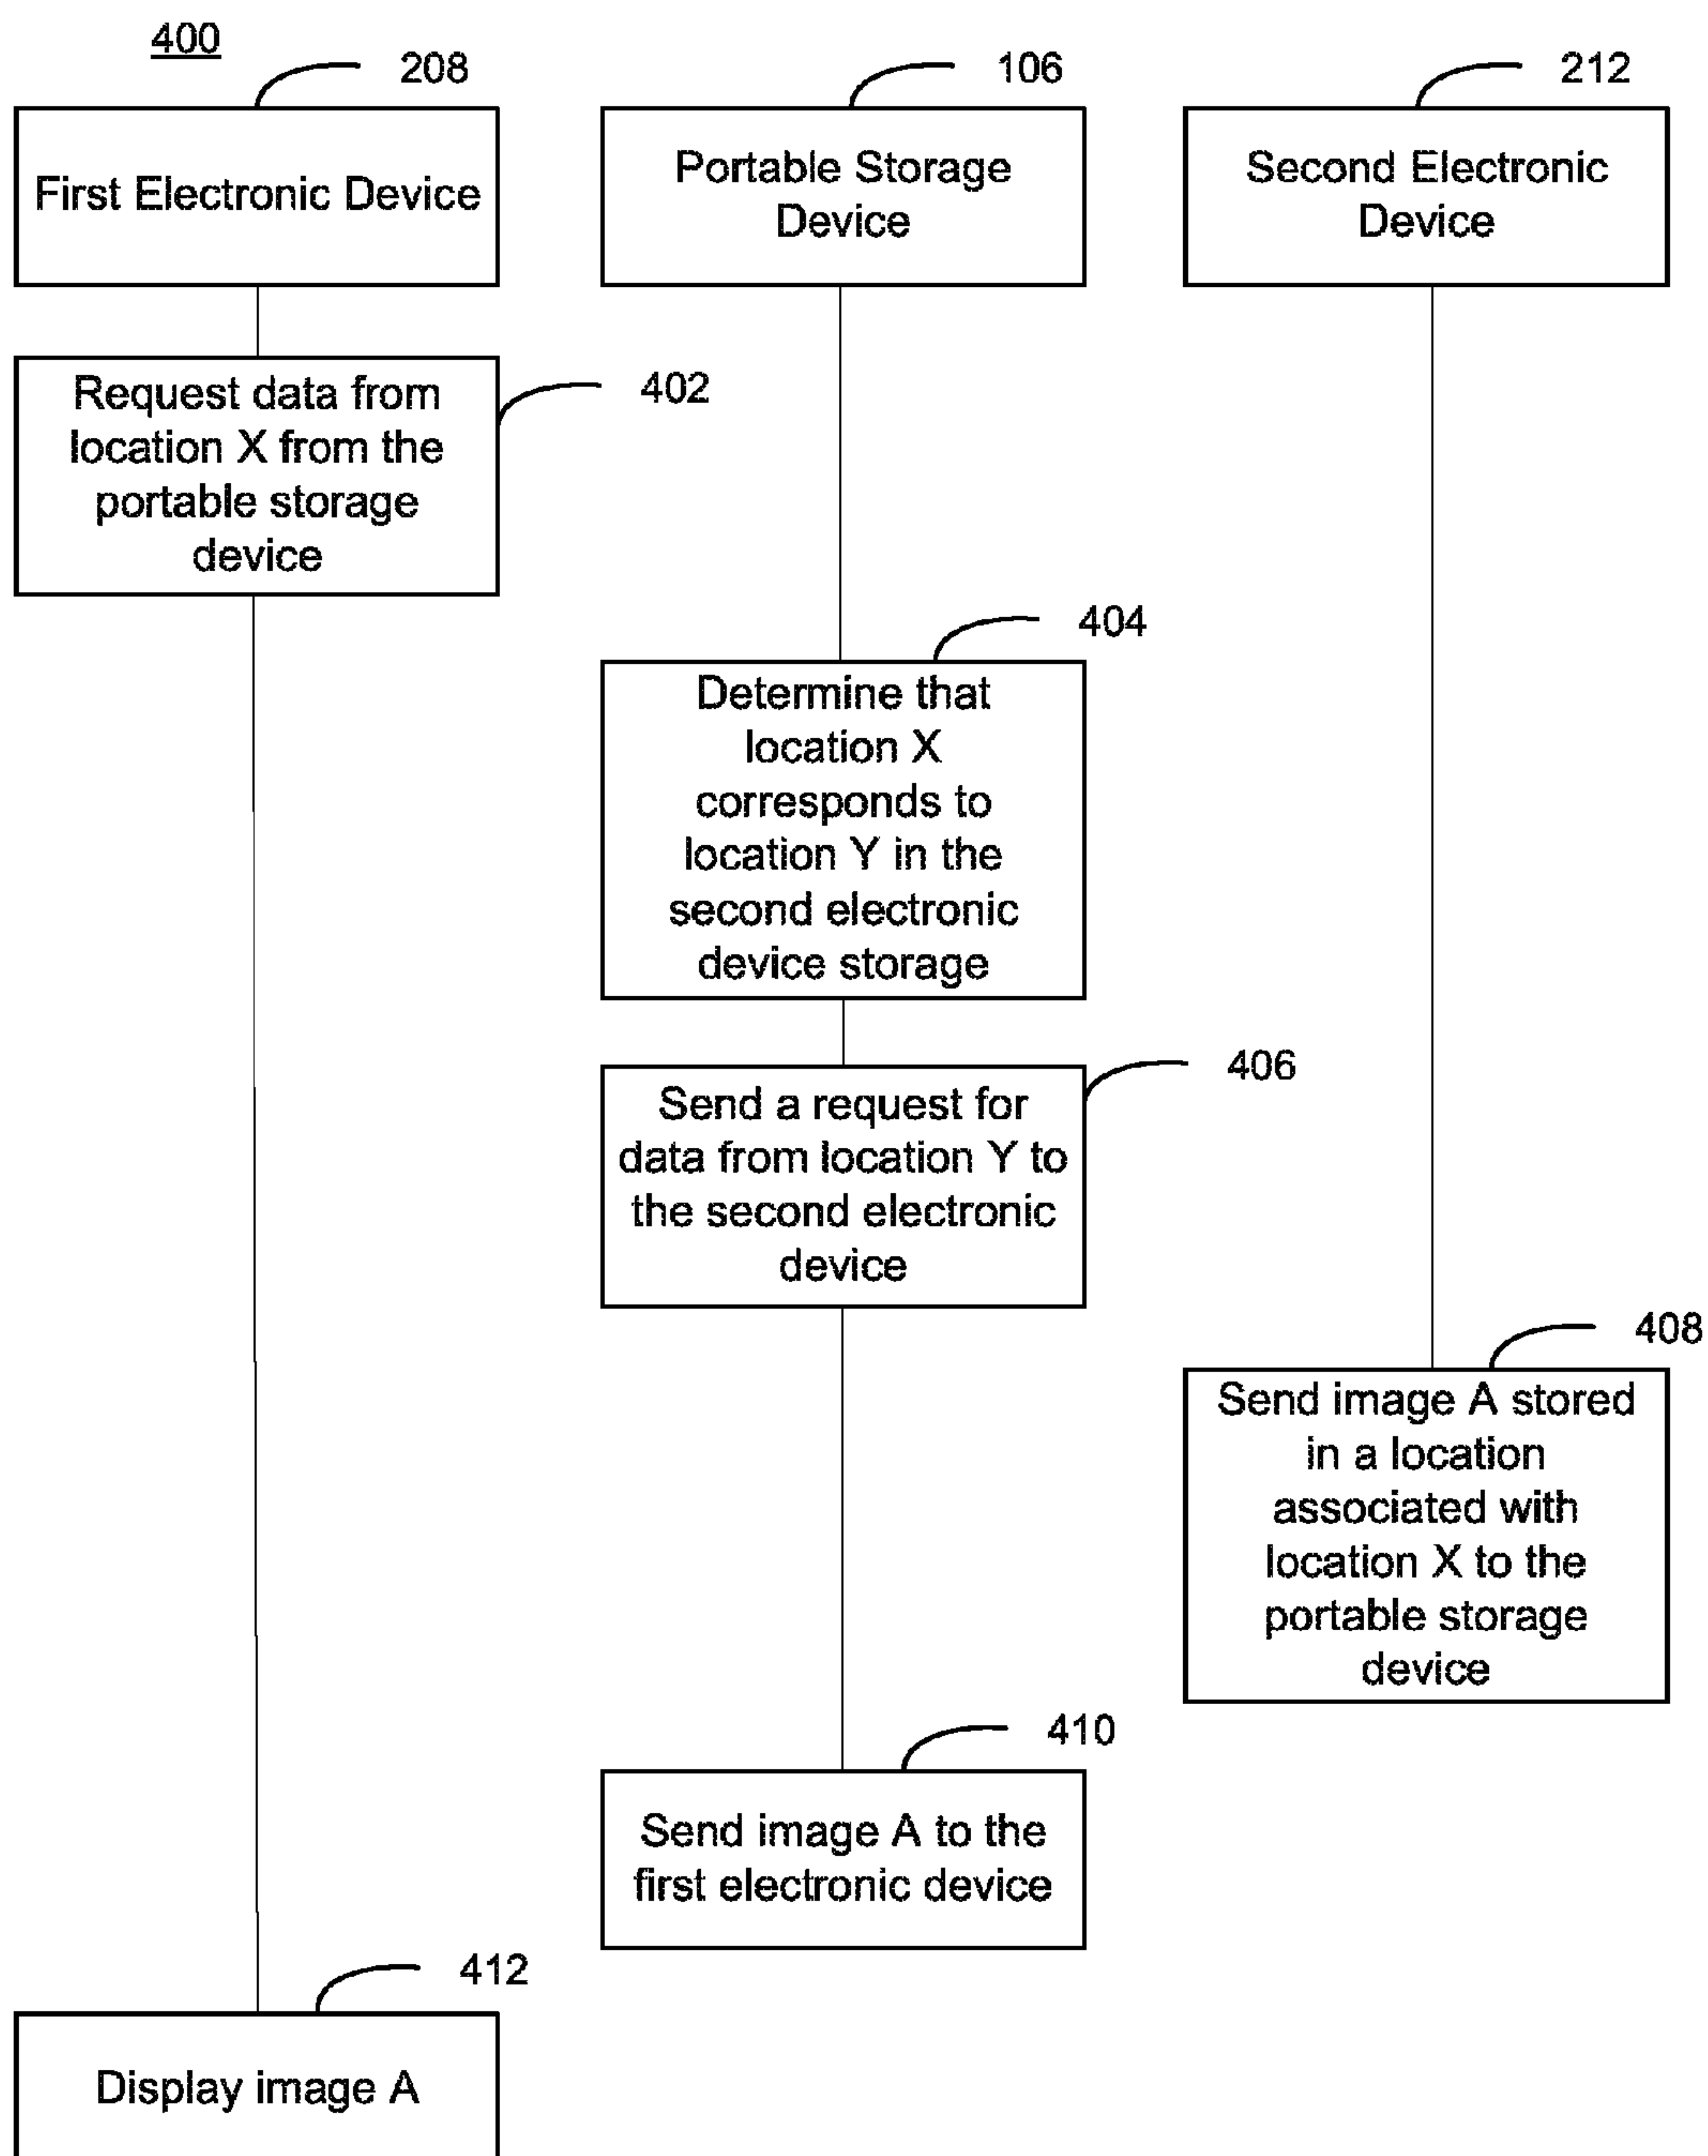 400
208
106
212
First Electronic Device
Portable Storage
Device
Second Electronic
Device
Request data from
location X from the
portable storage
device
402
404
Determine that
location X
corresponds to
location Y in the
second electronic
device storage
406
Send a request for
data from location Y to
the second electronic
device
408
Send image A stored
in a location
associated with
location X to the
portable storage
device
410
Send image A to the
first electronic device
412
Display image A